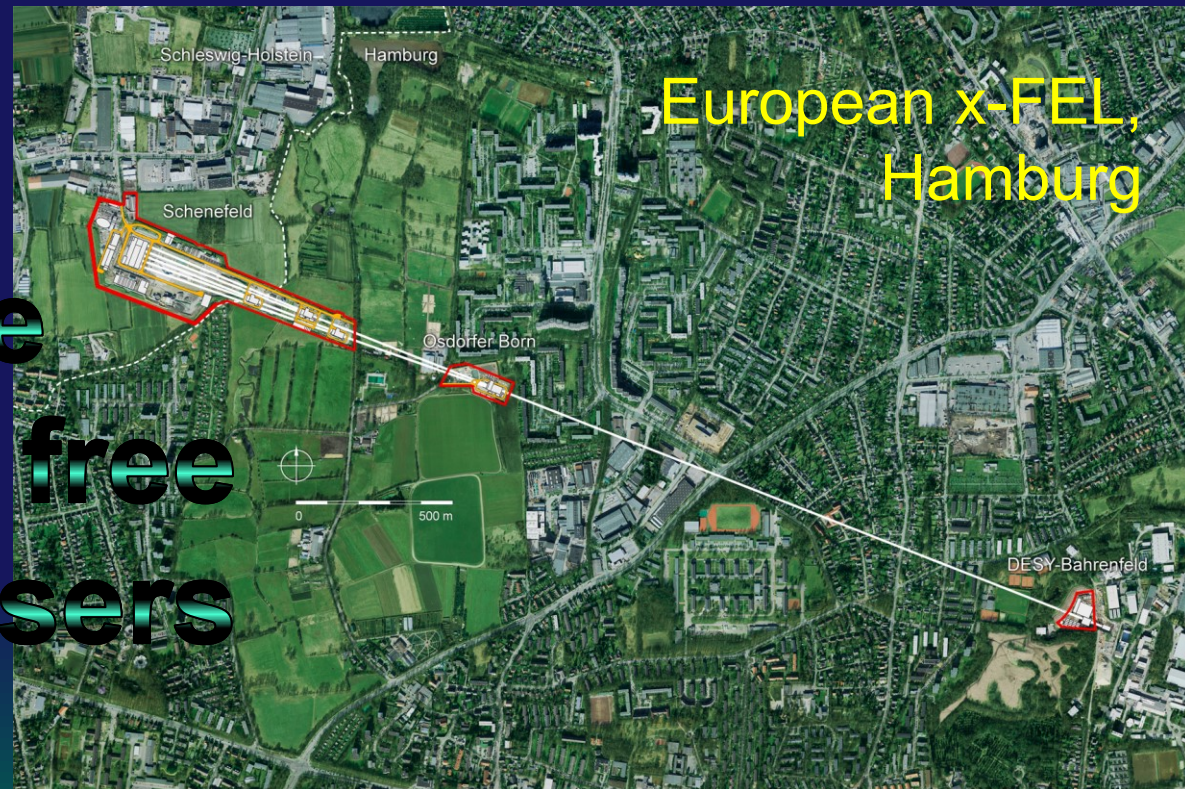 European x-FEL,
Hamburg
Schleswig-Holstein
Hamburg
Schenefeld
Osdorfer Born
e
free
0
500 m
sers
DESY-Bahrenfeld